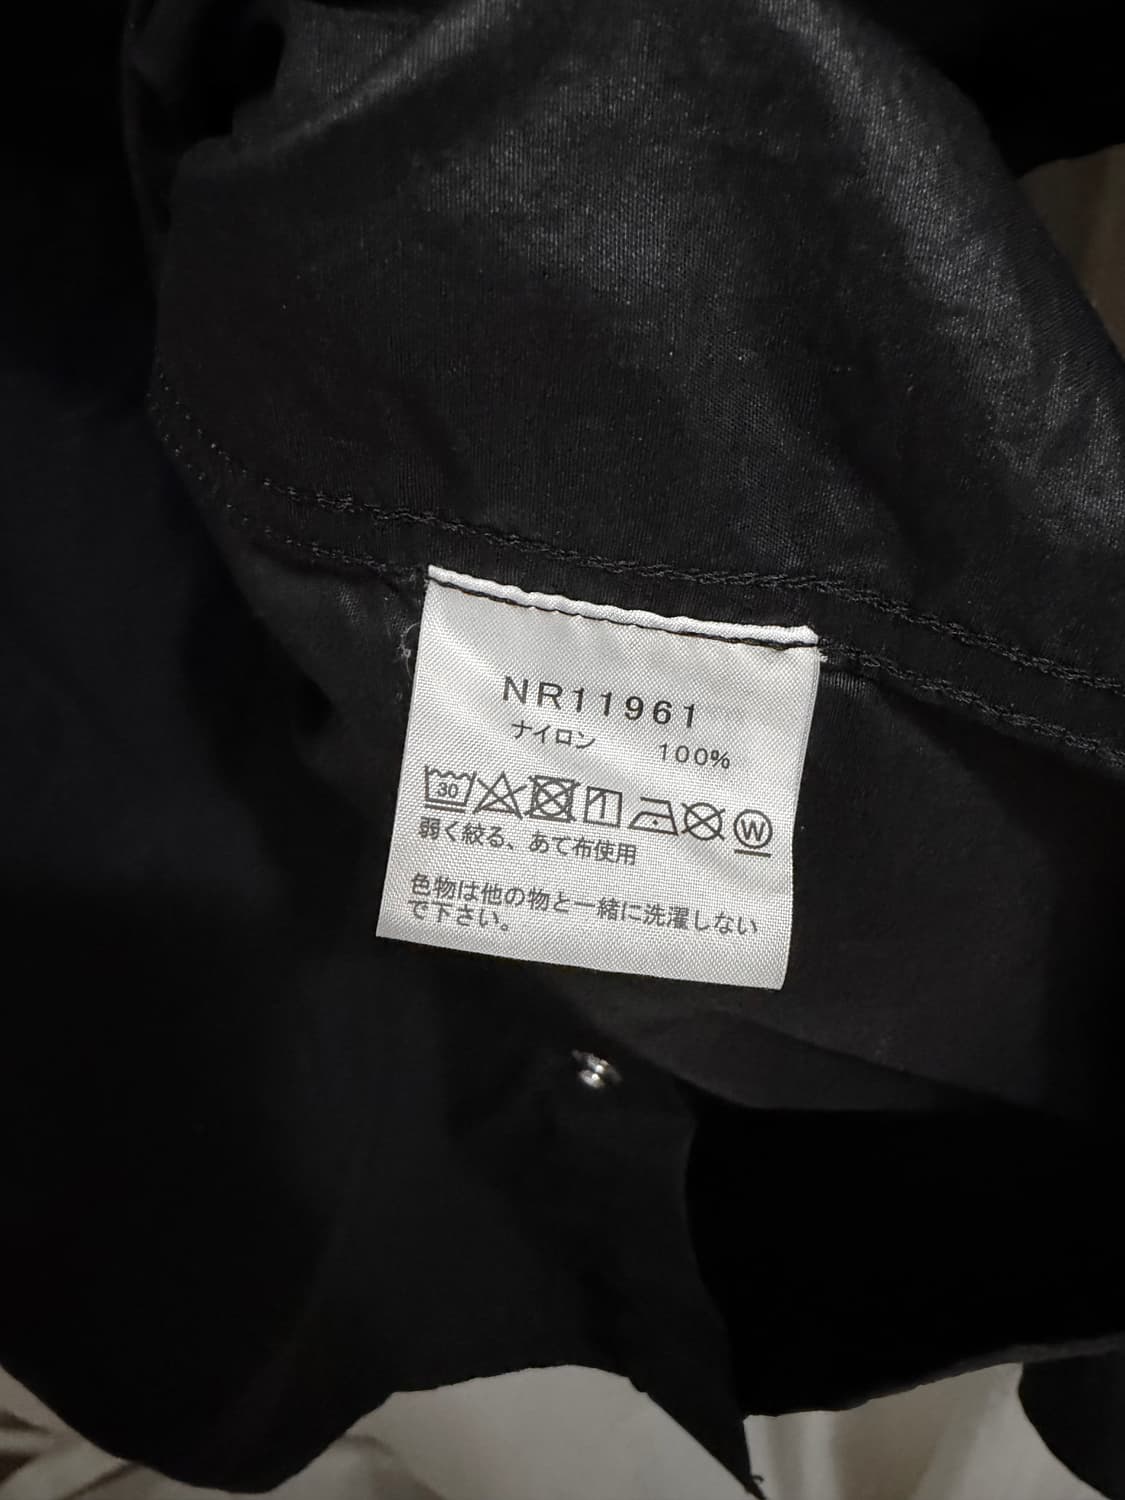 NR11961
ナイロン 100%
30 W
弱く絞る、あて布使用
色物は他の物と一緒に洗濯しない
で下さい。